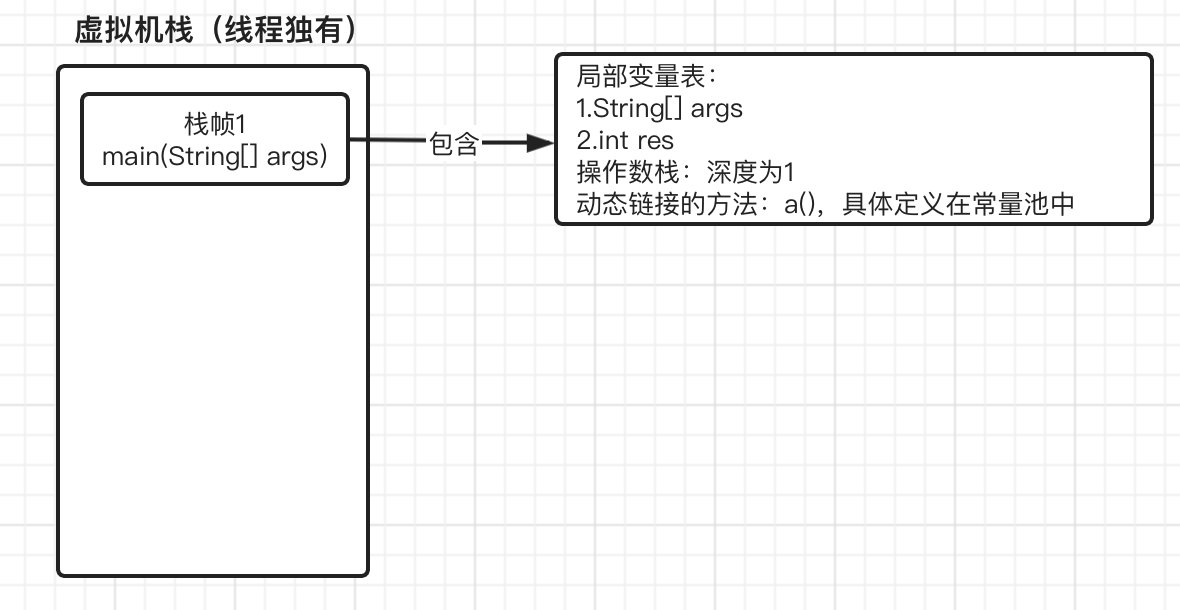 虚拟机栈（线程独有）
栈帧1
main(String[] args)
包含
局部变量表：
1.String[] args
2.int res
操作数栈：深度为1
动态链接的方法：a()，具体定义在常量池中